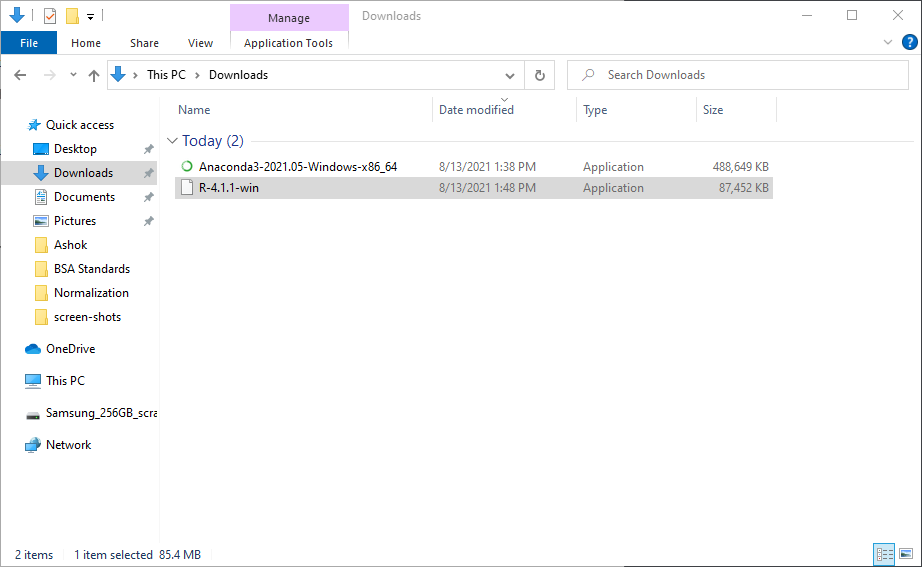 Manage
Downloads
File
Home
Share
View
Application Tools
?
This PC > Downloads
Search Downloads
Name
Date modified
Type
Size
Quick access
Desktop
Downloads
Documents
Pictures
Ashok
BSA Standards
Normalization
screen-shots
OneDrive
This PC
Samsung_256GB_scra
Network
Today (2)
Anaconda3-2021.05-Windows-x86_64 8/13/2021 1:38 PM Application 488,649 KB
R-4.1.1-win 8/13/2021 1:48 PM Application 87,452 KB
2 items 1 item selected 85.4 MB